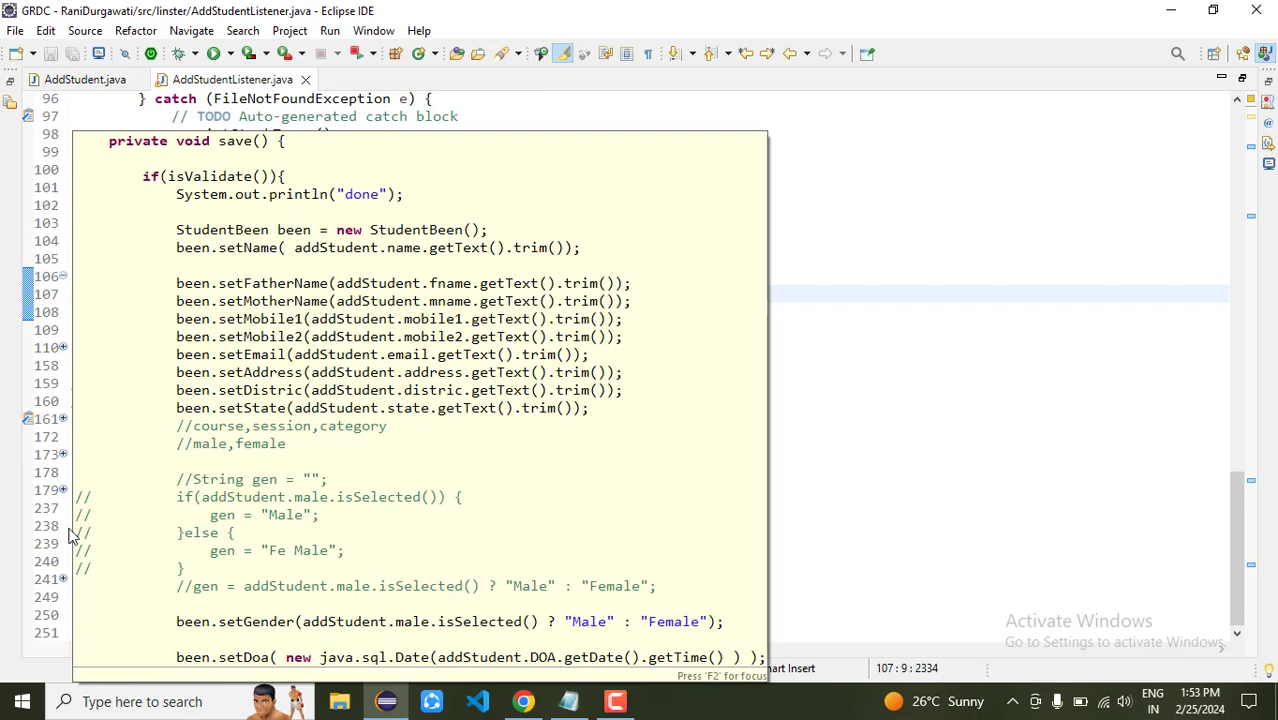 GRDC - RaniDurgawati/src/linster/AddStudentListener.java - Eclipse IDE
File Edit Source Refactor Navigate Search Project Run Window Help
AddStudent.java AddStudentListener.java
96 } catch (FileNotFoundException e) {
97 // TODO Auto-generated catch block
98
99 private void save() {
100
101 if(isValidate()){
102 System.out.println("done");
103
104 StudentBeen been = new StudentBeen();
105 been.setName( addStudent.name.getText().trim());
106
107 been.setFatherName(addStudent.fname.getText().trim());
108 been.setMotherName(addStudent.mname.getText().trim());
109 been.setMobile1(addStudent.mobile1.getText().trim());
110 been.setMobile2(addStudent.mobile2.getText().trim());
158 been.setEmail(addStudent.email.getText().trim());
159 been.setAddress(addStudent.address.getText().trim());
160 been.setDistric(addStudent.distric.getText().trim());
161 been.setState(addStudent.state.getText().trim());
172 //course,session,category
173 //male,female
178
179 //String gen = "";
// if(addStudent.male.isSelected()) {
237 // gen = "Male";
238 // }else {
239 // gen = "Fe Male";
240 // }
241 //gen = addStudent.male.isSelected() ? "Male" : "Female";
249
250 been.setGender(addStudent.male.isSelected() ? "Male" : "Female");
251
been.setDoa( new java.sql.Date(addStudent.DOA.getDate().getTime() ) );
Press 'F2' for focus
Activate Windows
Go to Settings to activate Windows.
mart Insert 107 : 9 : 2334
Type here to search
26°C Sunny
ENG
IN
1:53 PM
2/25/2024